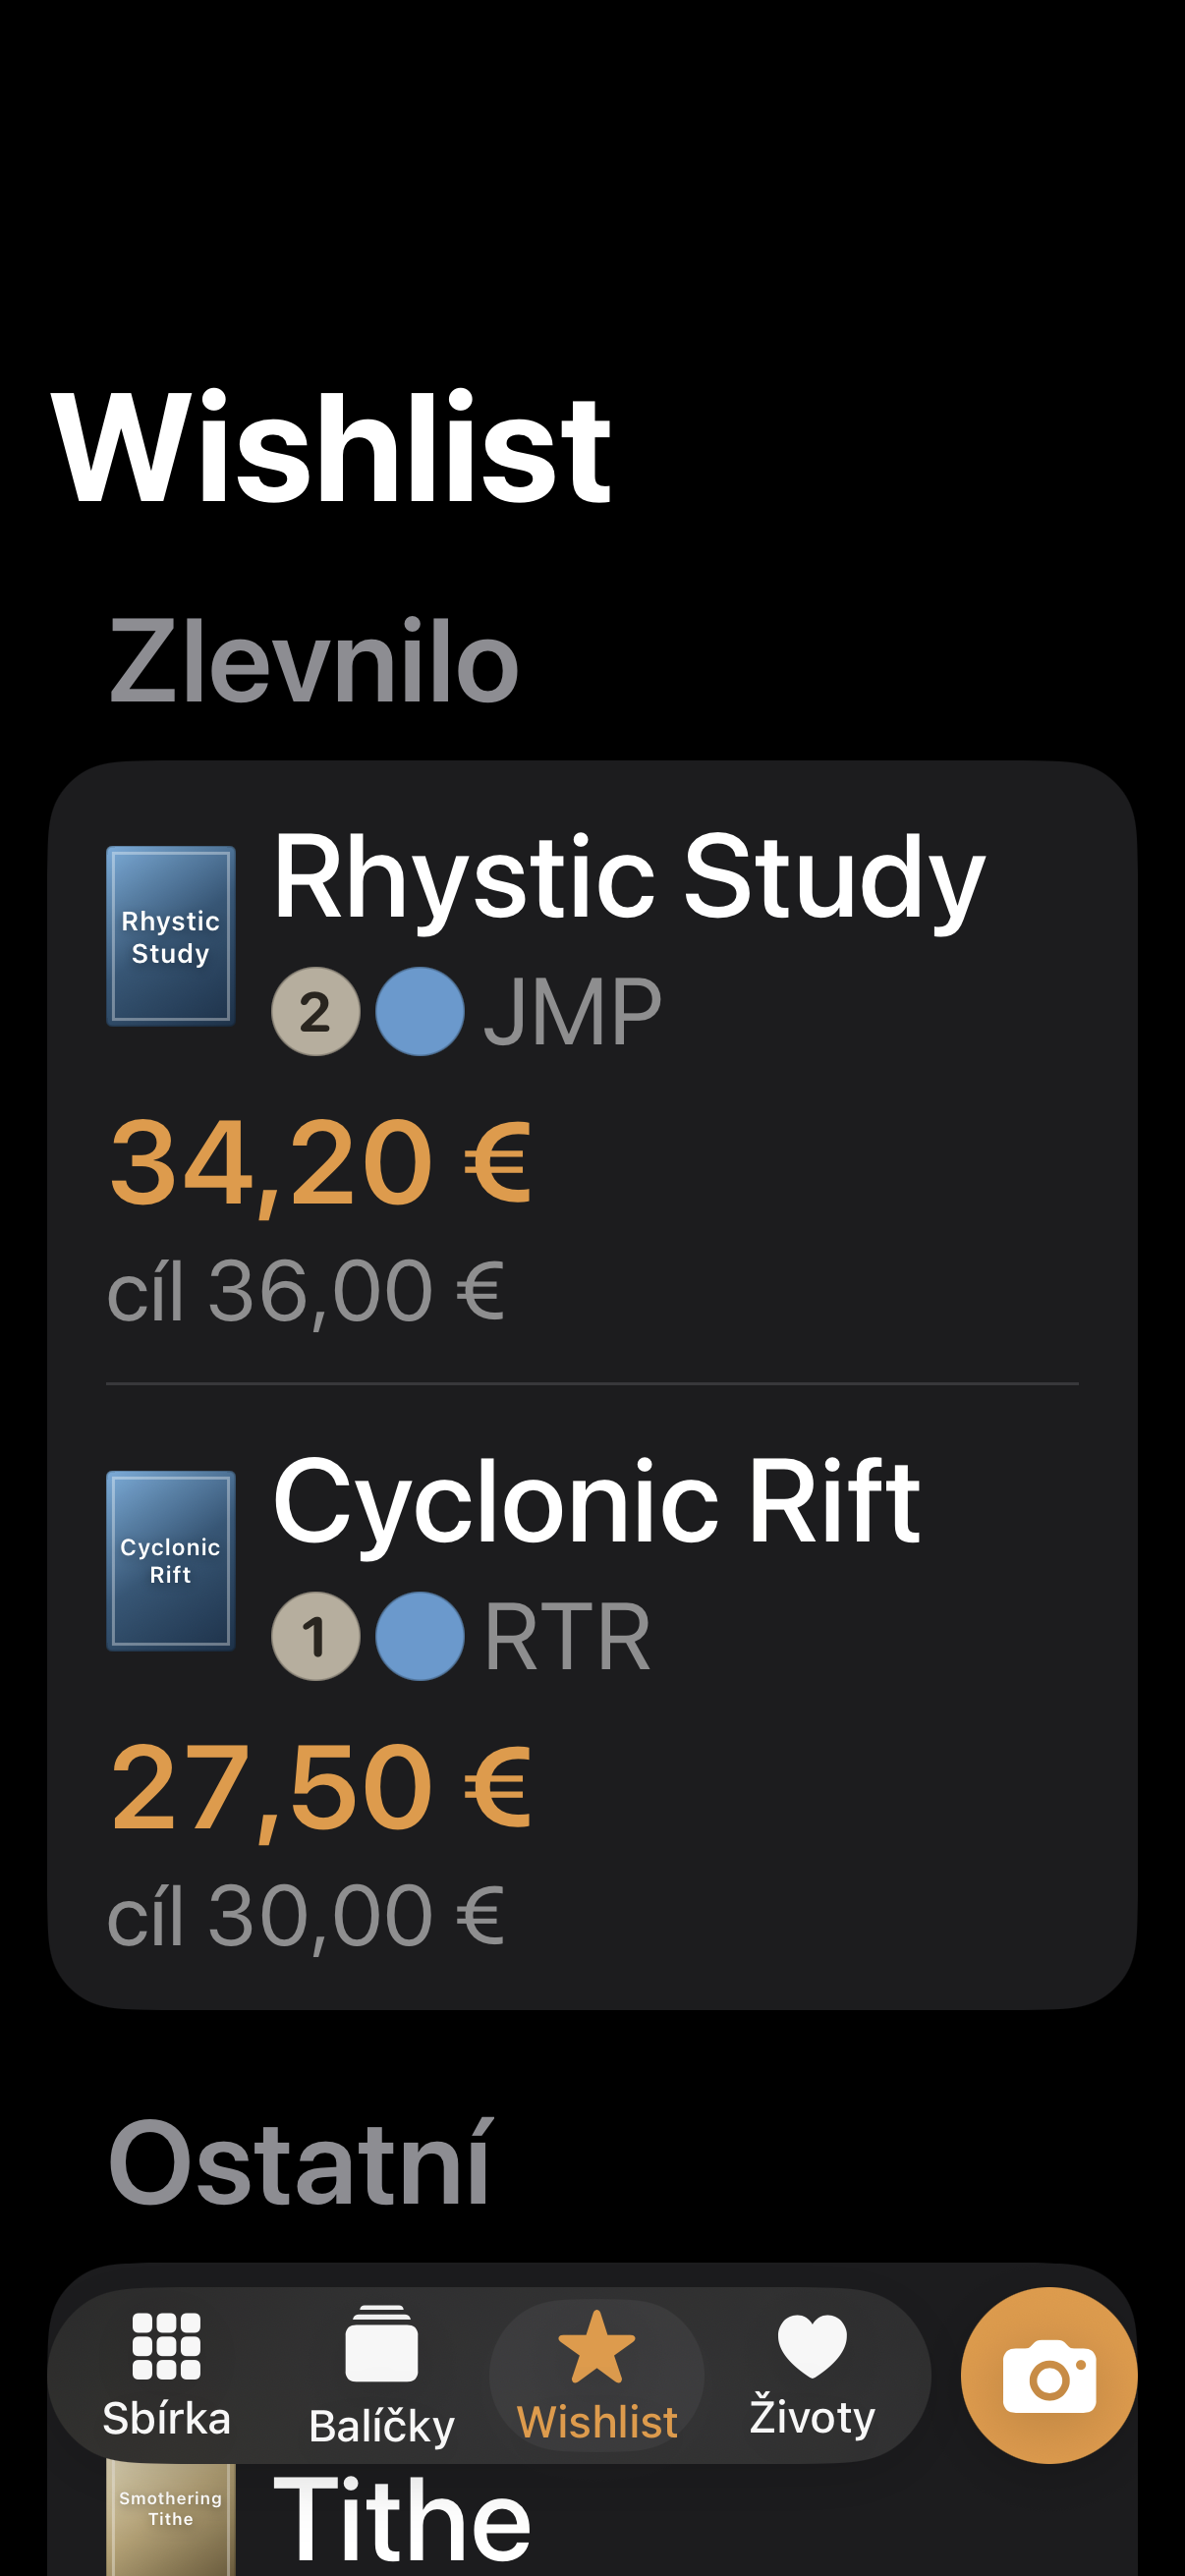 Wishlist
Zlevnilo
Rhystic
Study
Rhystic Study
2 JMP
34,20 €
cíl 36,00 €
Cyclonic
Rift
Cyclonic Rift
1 RTR
27,50 €
cíl 30,00 €
Ostatní
Sbírka
Balíčky
Wishlist
Životy
Smothering
Tithe
Tithe